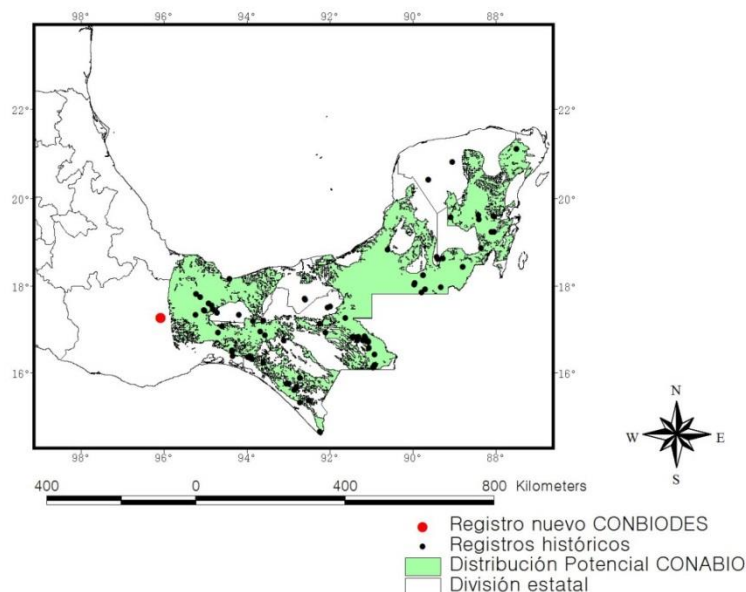 98° 96° 94° 92° 90° 88°
22° 22°
20° 20°
18° 18°
16° 16°
98° 96° 94° 92° 90° 88°
N
W E
S
400 0 400 800 Kilometers
Registro nuevo CONBIODES
Registros históricos
Distribución Potencial CONABIO
División estatal